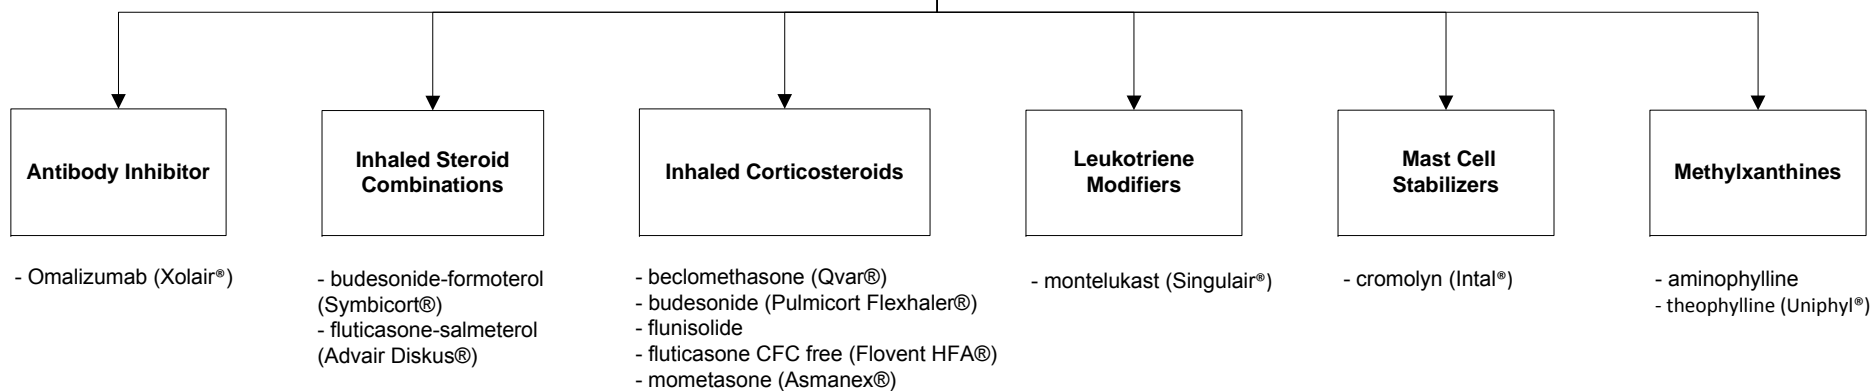 Antibody Inhibitor
Inhaled Steroid
Combinations
Inhaled Corticosteroids
Leukotriene
Modifiers
Mast Cell
Stabilizers
Methylxanthines
- Omalizumab (Xolair®)
- budesonide-formoterol
(Symbicort®)
- fluticasone-salmeterol
(Advair Diskus®)
- beclomethasone (Qvar®)
- budesonide (Pulmicort Flexhaler®)
- flunisolide
- fluticasone CFC free (Flovent HFA®)
- mometasone (Asmanex®)
- montelukast (Singulair®)
- cromolyn (Intal®)
- aminophylline
- theophylline (Uniphyl®)